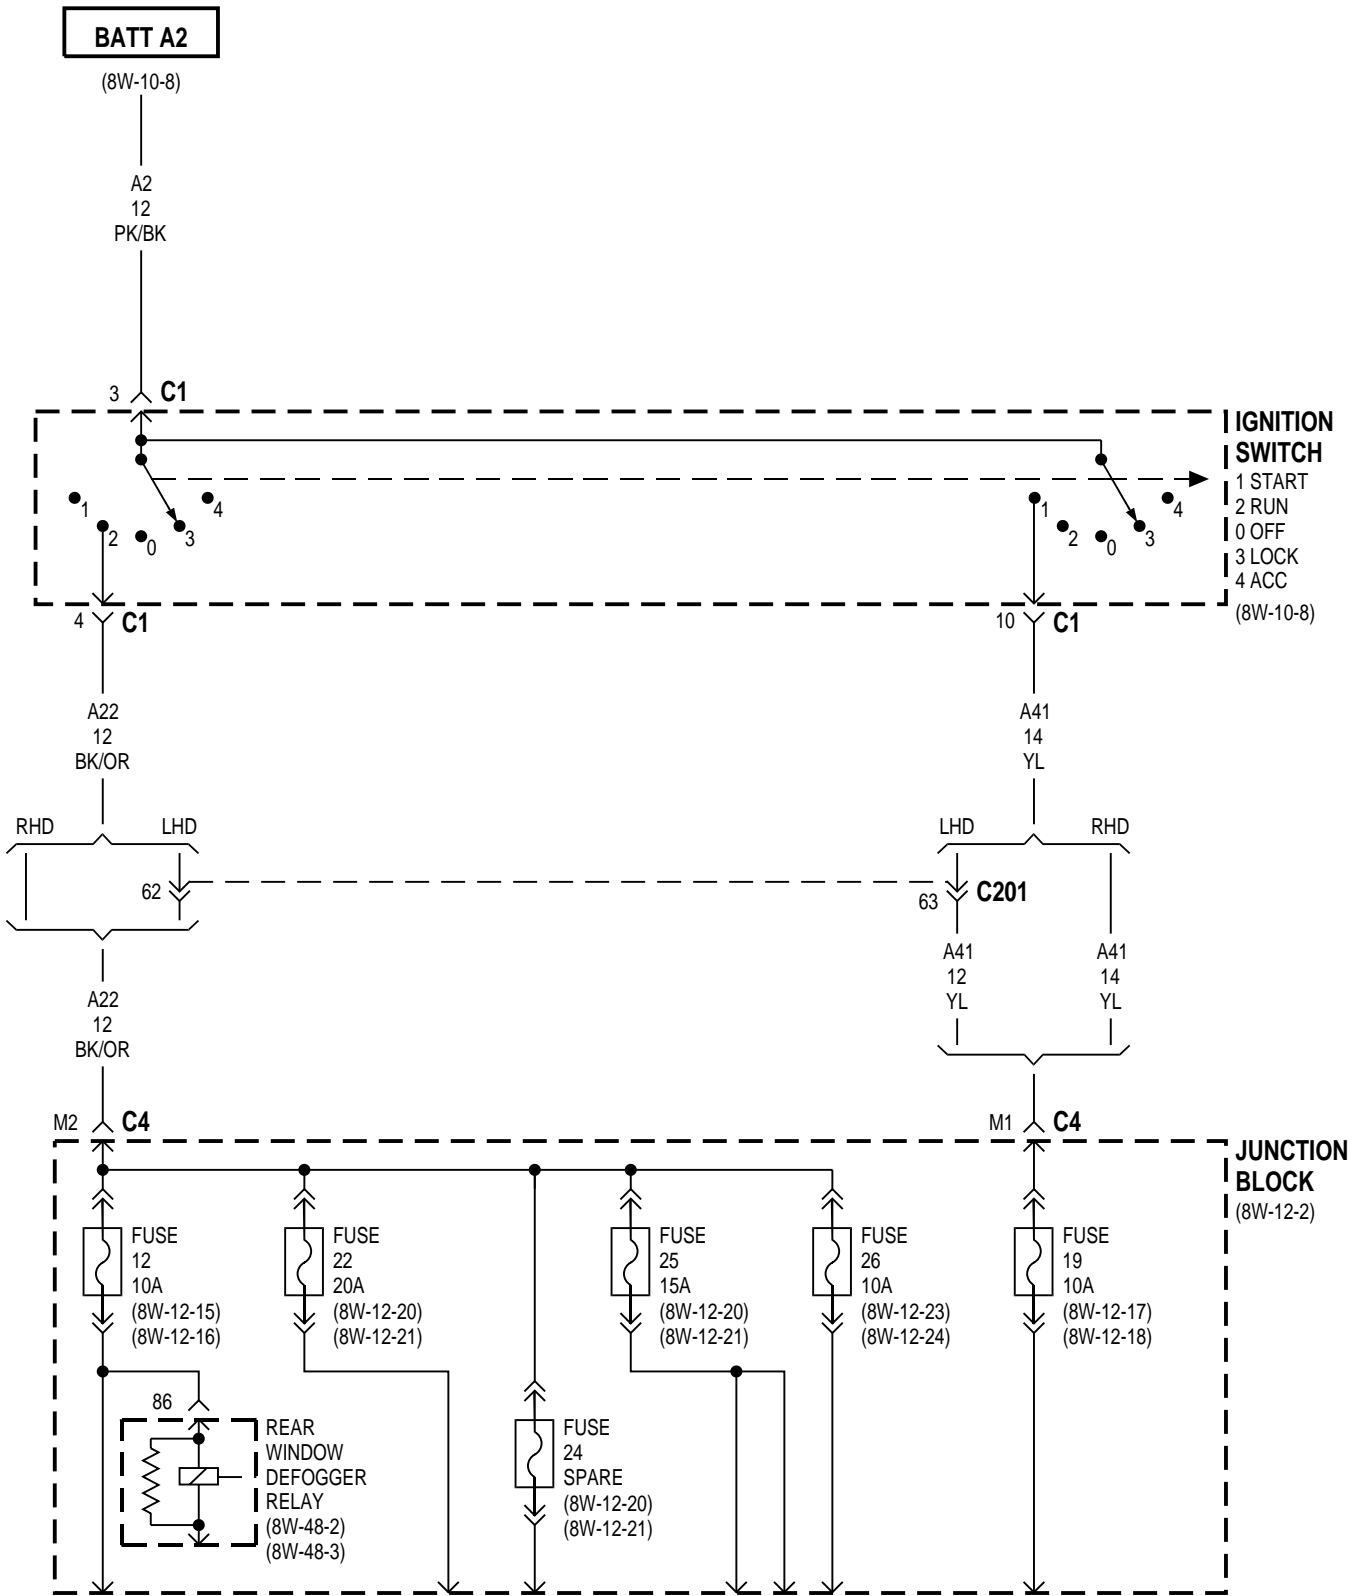 BATT A2
(8W-10-8)
A2
12
PK/BK
3 C1
IGNITION
SWITCH
1 START
2 RUN
0 OFF
3 LOCK
4 ACC
(8W-10-8)
1
2
0
3
4
1
2
0
3
4
4 C1
10 C1
A22
12
BK/OR
A41
14
YL
RHD
LHD
LHD
RHD
62
63
C201
A41
12
YL
A41
14
YL
A22
12
BK/OR
M2 C4
M1 C4
JUNCTION
BLOCK
(8W-12-2)
FUSE
12
10A
(8W-12-15)
(8W-12-16)
FUSE
22
20A
(8W-12-20)
(8W-12-21)
FUSE
25
15A
(8W-12-20)
(8W-12-21)
FUSE
26
10A
(8W-12-23)
(8W-12-24)
FUSE
19
10A
(8W-12-17)
(8W-12-18)
86
REAR
WINDOW
DEFOGGER
RELAY
(8W-48-2)
(8W-48-3)
FUSE
24
SPARE
(8W-12-20)
(8W-12-21)